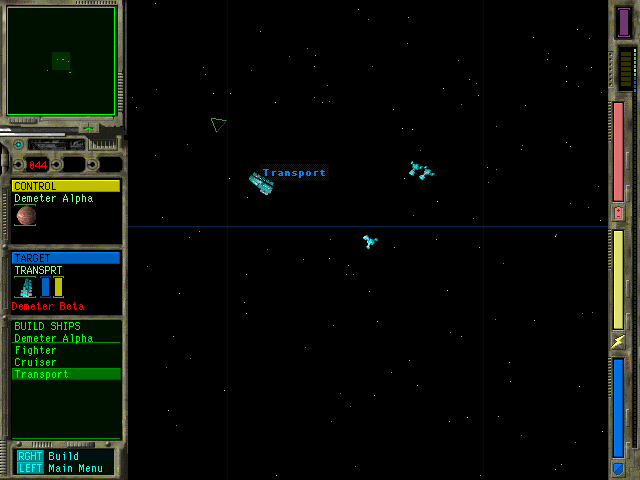 044
CONTROL
Demeter Alpha
TARGET
TRANSPRT
Demeter Beta
BUILD SHIPS
Demeter Alpha
Fighter
Cruiser
Transport
RGHT Build
LEFT Main Menu
Transport